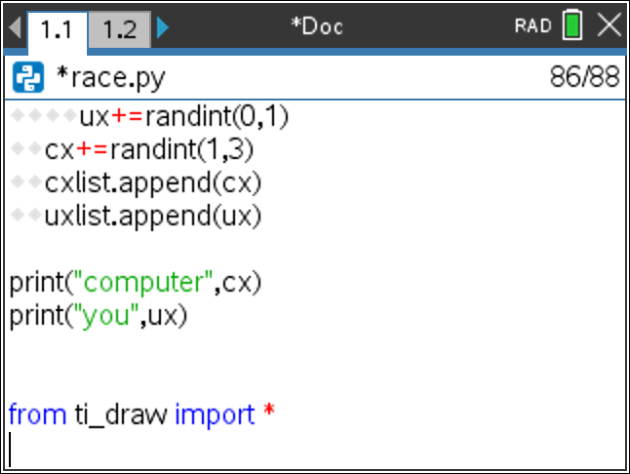 1.1 1.2 *Doc RAD
*race.py 86/88
ux+=randint(0,1)
cx+=randint(1,3)
cxlist.append(cx)
uxlist.append(ux)
print("computer",cx)
print("you",ux)
from ti_draw import *